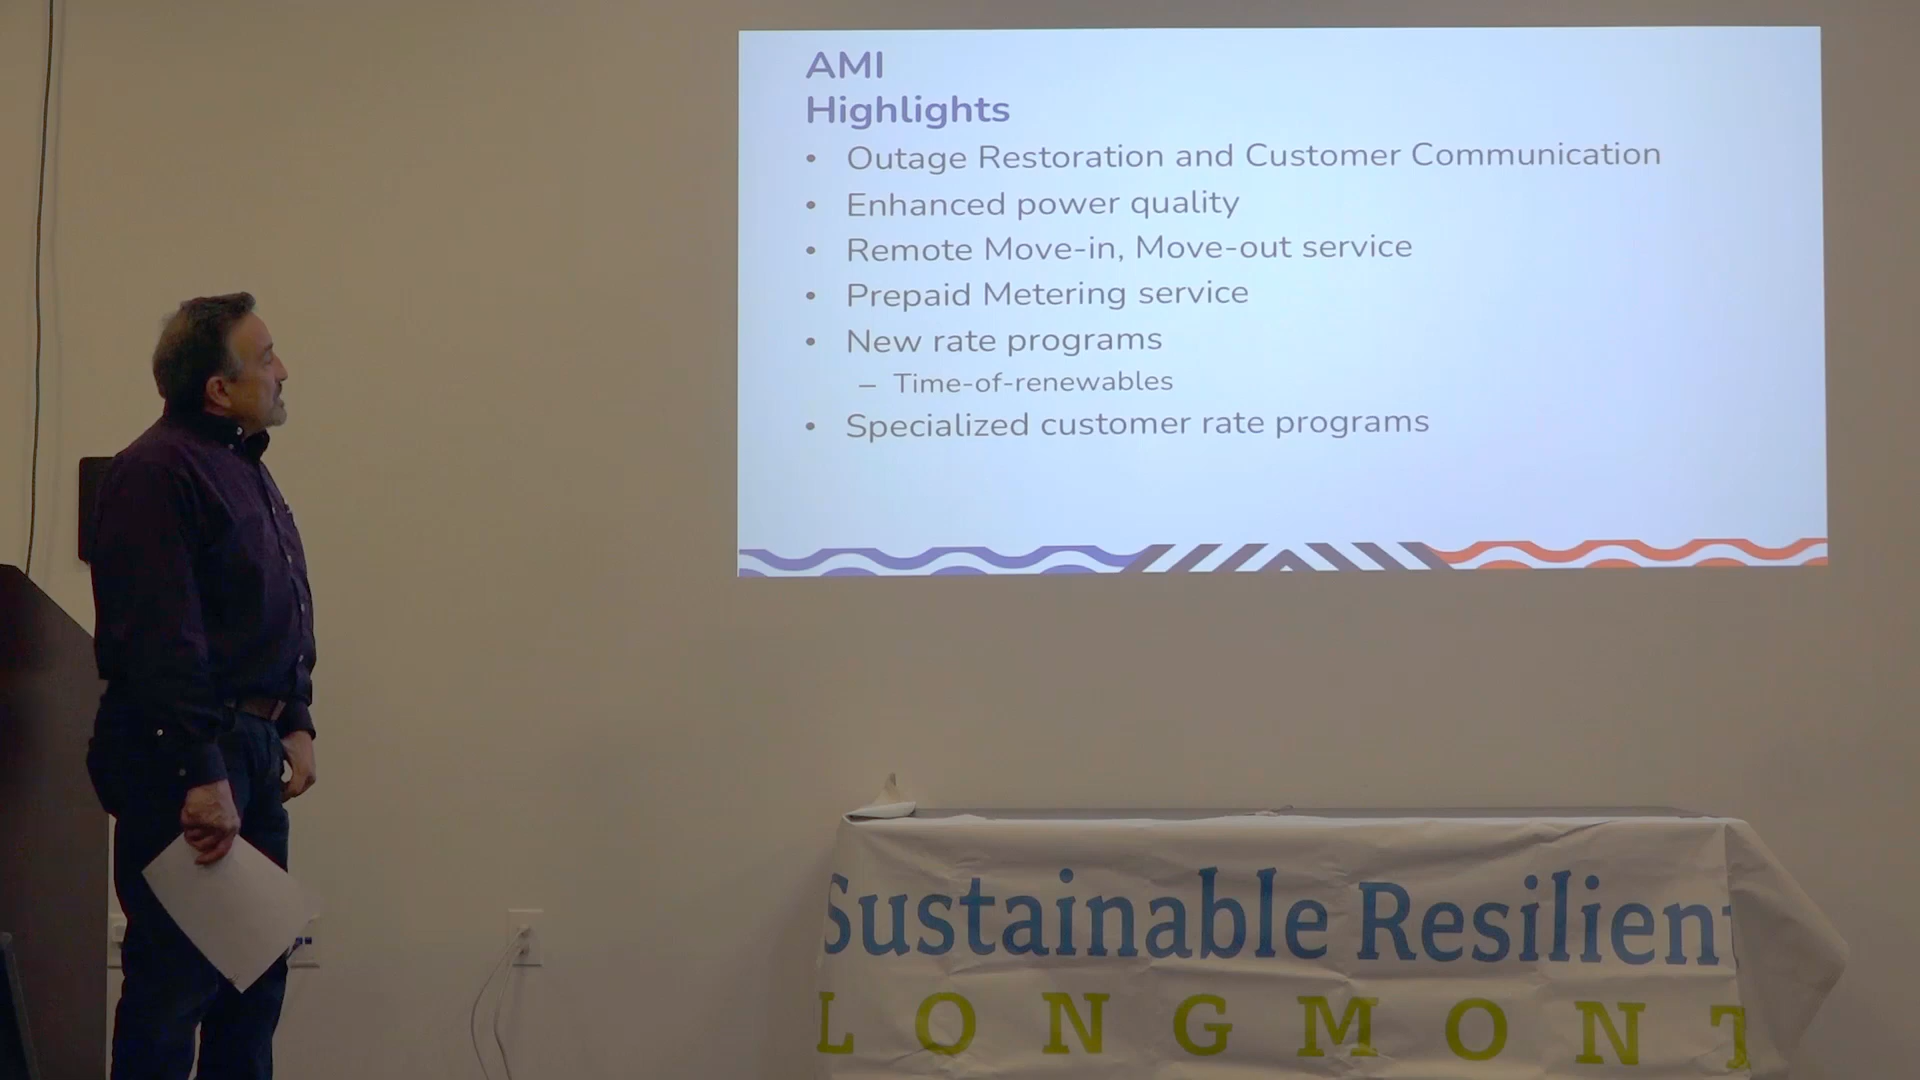 AMI
Highlights
• Outage Restoration and Customer Communication
• Enhanced power quality
• Remote Move-in, Move-out service
• Prepaid Metering service
• New rate programs
– Time-of-renewables
• Specialized customer rate programs
Sustainable Resilient
LONGMONT